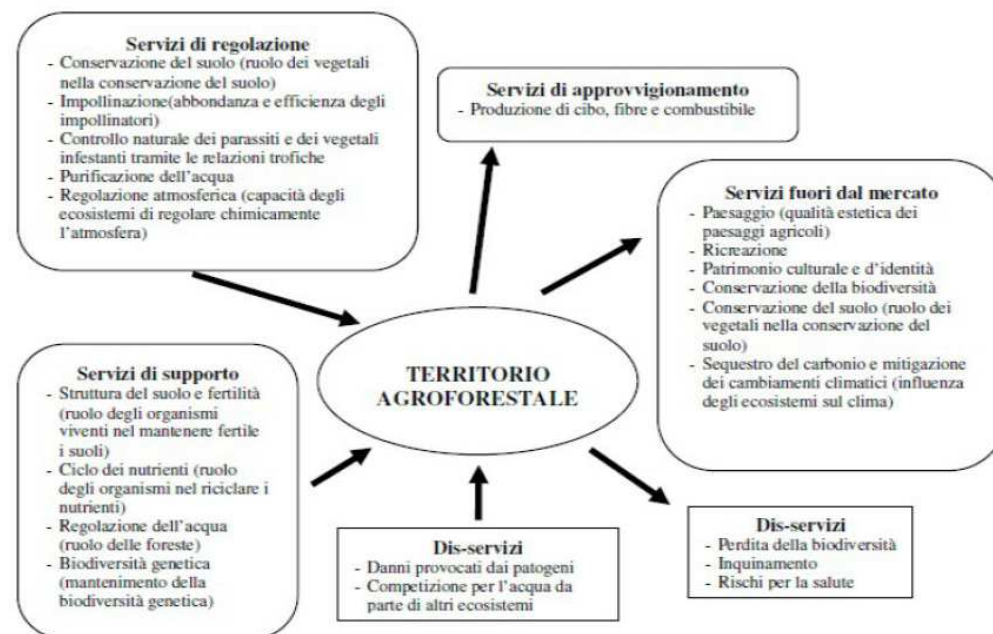 Servizi di regolazione
- Conservazione del suolo (ruolo dei vegetali
nella conservazione del suolo)
- Impollinazione(abbondanza e efficienza degli
impollinatori)
- Controllo naturale dei parassiti e dei vegetali
infestanti tramite le relazioni trofiche
- Purificazione dell'acqua
- Regolazione atmosferica (capacità degli
ecosistemi di regolare chimicamente
l'atmosfera)
Servizi di approvvigionamento
- Produzione di cibo, fibre e combustibile
Servizi fuori dal mercato
- Paesaggio (qualità estetica dei
paesaggi agricoli)
- Ricreazione
- Patrimonio culturale e d'identità
- Conservazione della biodiversità
- Conservazione del suolo (ruolo dei
vegetali nella conservazione del
suolo)
- Sequestro del carbonio e mitigazione
dei cambiamenti climatici (influenza
degli ecosistemi sul clima)
TERRITORIO
AGROFORESTALE
Servizi di supporto
- Struttura del suolo e fertilità
(ruolo degli organismi
viventi nel mantenere fertile
i suoli)
- Ciclo dei nutrienti (ruolo
degli organismi nel riciclare i
nutrienti)
- Regolazione dell'acqua
(ruolo delle foreste)
- Biodiversità genetica
(mantenimento della
biodiversità genetica)
Dis-servizi
- Danni provocati dai patogeni
- Competizione per l'acqua da
parte di altri ecosistemi
Dis-servizi
- Perdita della biodiversità
- Inquinamento
- Rischi per la salute